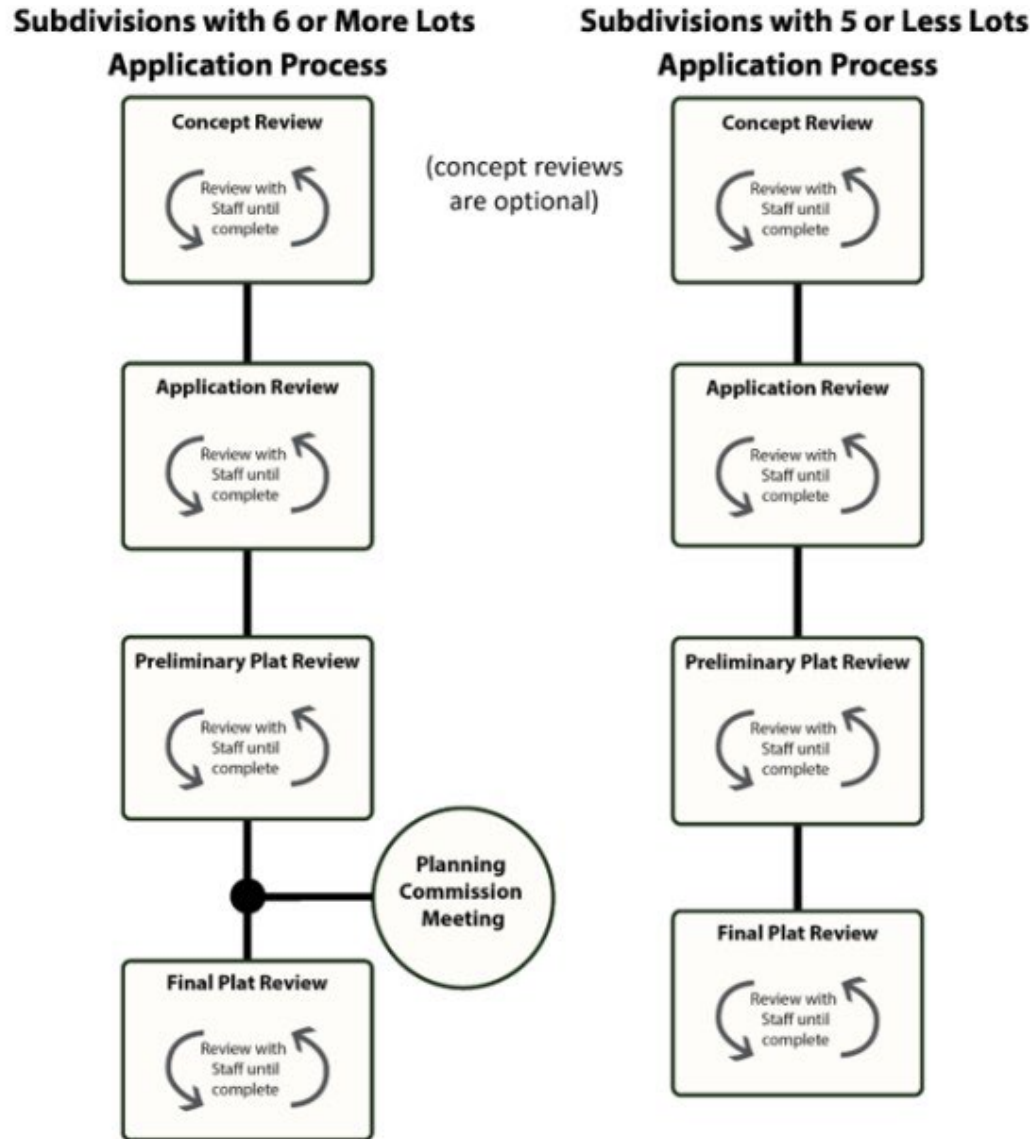 Subdivisions with 6 or More Lots
Application Process
Concept Review
Review with
Staff until
complete
Application Review
Review with
Staff until
complete
Preliminary Plat Review
Review with
Staff until
complete
Planning
Commission
Meeting
Final Plat Review
Review with
Staff until
complete
(concept reviews
are optional)
Subdivisions with 5 or Less Lots
Application Process
Concept Review
Review with
Staff until
complete
Application Review
Review with
Staff until
complete
Preliminary Plat Review
Review with
Staff until
complete
Final Plat Review
Review with
Staff until
complete